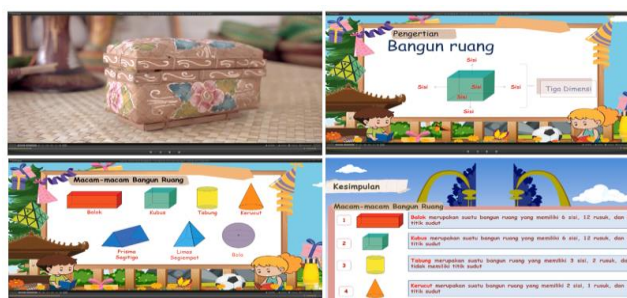 Pengertian
Bangun ruang
Sisi
Sisi
Sisi
Sisi
Sisi
Sisi
Tiga Dimensi
Macam-macam Bangun Ruang
Balok
Kubus
Tabung
Kerucut
Prisma
Segitiga
Limas
Segiempat
Bola
Kesimpulan
Macam-macam Bangun Ruang
1
Balok merupakan suatu bangun ruang yang memiliki 6 sisi, 12 rusuk, dan
titik sudut
2
Kubus merupakan suatu bangun ruang yang memiliki 6 sisi, 12 rusuk, dan
titik sudut
3
Tabung merupakan suatu bangun ruang yang memiliki 3 sisi, 2 rusuk, da
tidak memiliki titik sudut
4
Kerucut merupakan suatu bangun ruang yang memiliki 2 sisi, 1 rusuk, dan
titik sudut